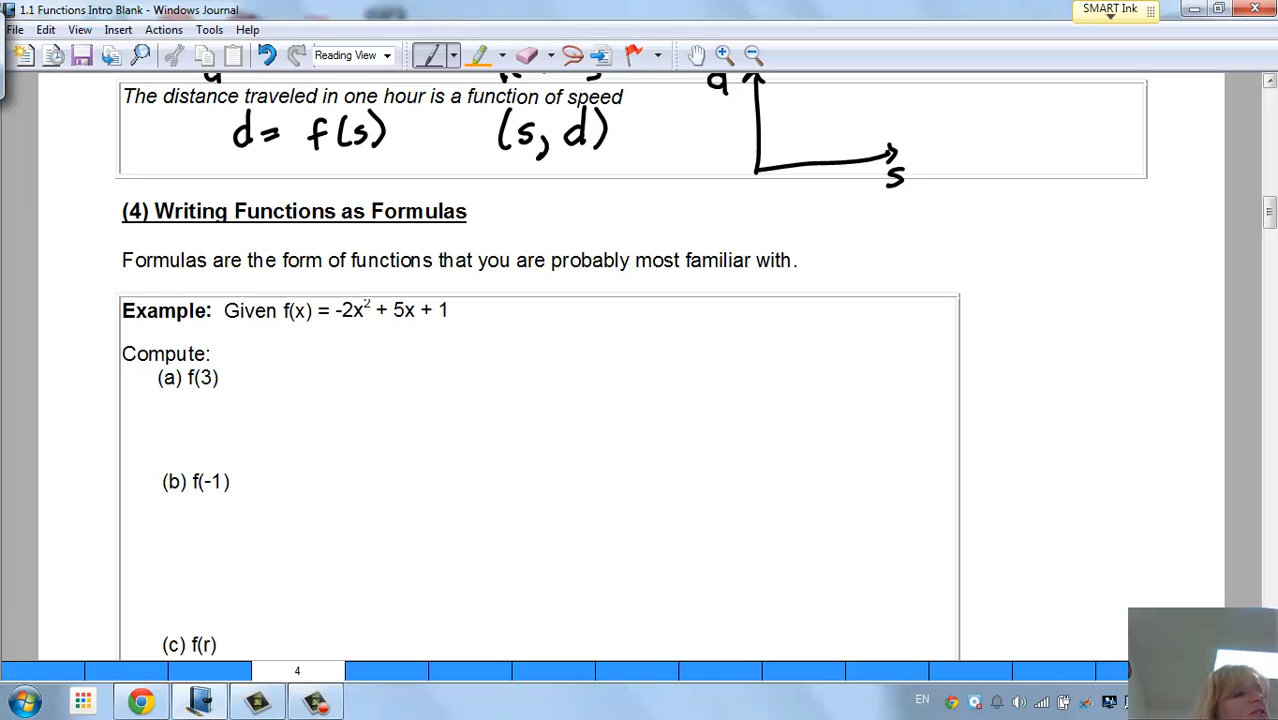 1.1 Functions Intro Blank - Windows Journal
SMART Ink
File Edit View Insert Actions Tools Help
Reading View
The distance traveled in one hour is a function of speed
d = f(s) (s, d)
s
(4) Writing Functions as Formulas
Formulas are the form of functions that you are probably most familiar with.
Example: Given f(x) = -2x² + 5x + 1
Compute:
(a) f(3)
(b) f(-1)
(c) f(r)
4
EN